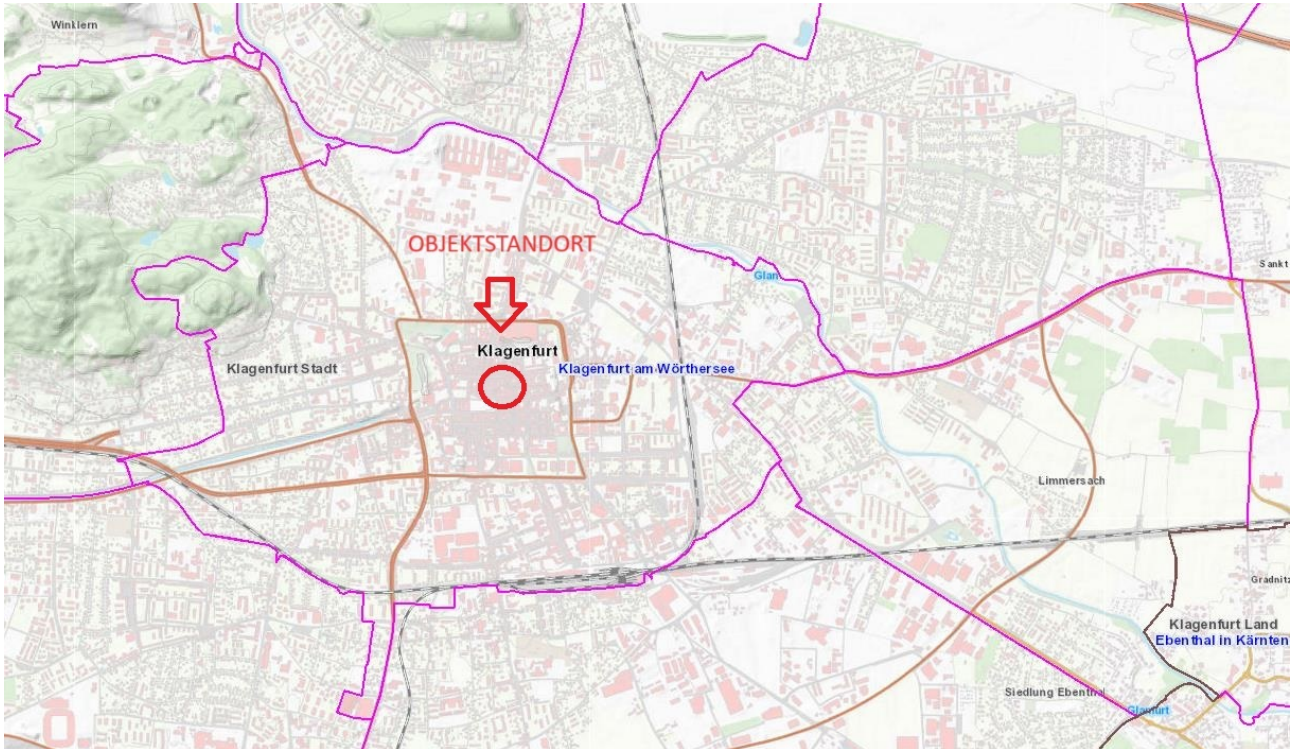 Winklern
OBJEKTSTANDORT
Glan
Sankt
Klagenfurt
Klagenfurt Stadt
Klagenfurt am Wörthersee
Limmersach
Gradnitz
Klagenfurt Land
Ebenthal in Kärnten
Siedlung Ebenthal
Glanfurt